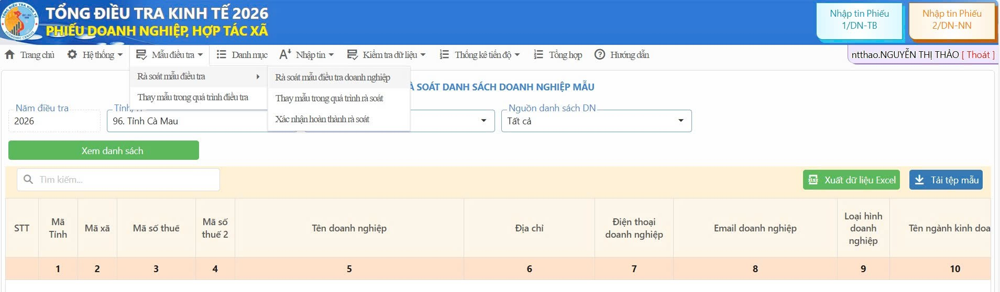 TỔNG ĐIỀU TRA KINH TẾ 2026
PHIẾU DOANH NGHIỆP, HỢP TÁC XÃ
TỔNG ĐIỀU TRA KINH TẾ
ECONOMIC CENSUS
Nhập tin Phiếu
1/DN-TB
Nhập tin Phiếu
2/DN-NN
Trang chủ
Hệ thống
Mẫu điều tra
Danh mục
Nhập tin
Kiểm tra dữ liệu
Thống kê tiến độ
Tổng hợp
Hướng dẫn
ntthao.NGUYỄN THỊ THẢO [ Thoát ]
Rà soát mẫu điều tra
Thay mẫu trong quá trình điều tra
Rà soát mẫu điều tra doanh nghiệp
Thay mẫu trong quá trình rà soát
Xác nhận hoàn thành rà soát
SOÁT DANH SÁCH DOANH NGHIỆP MẪU
Năm điều tra
2026
96. Tỉnh Cà Mau
Nguồn danh sách DN
Tất cả
Xem danh sách
Tìm kiếm...
Xuất dữ liệu Excel
Tải tệp mẫu
STT
Mã Tỉnh
Mã xã
Mã số thuế
Mã số thuế 2
Tên doanh nghiệp
Địa chỉ
Điện thoại doanh nghiệp
Email doanh nghiệp
Loại hình doanh nghiệp
Tên ngành kinh doa
1 2 3 4 5 6 7 8 9 10